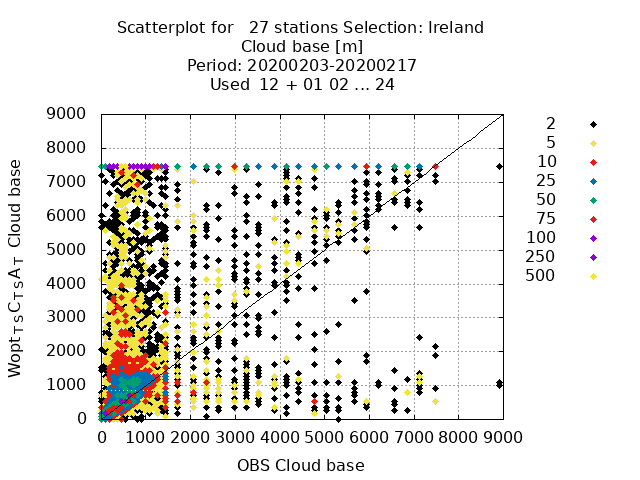 Scatterplot for   27 stations Selection: Ireland
Cloud base [m]
Period: 20200203-20200217
Used  12 + 01 02 ... 24
9000
8000
7000
6000
5000
4000
3000
2000
1000
0
Wopt T S C T S A T  Cloud base
0 1000 2000 3000 4000 5000 6000 7000 8000 9000
OBS Cloud base
2
5
10
25
50
75
100
250
500